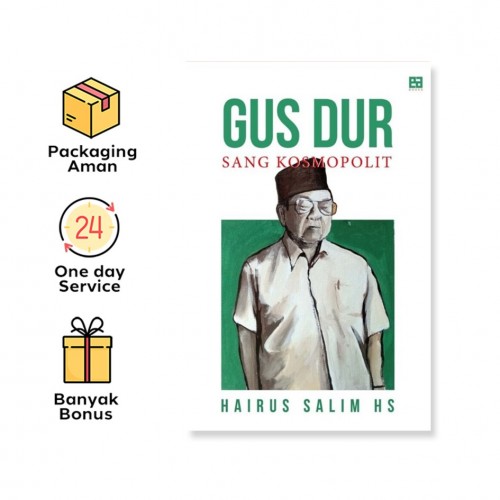 GUS DUR
SANG KOSMOPOLIT
HAIRUS SALIM HS
Packaging
Aman
24
One day
Service
Banyak
Bonus